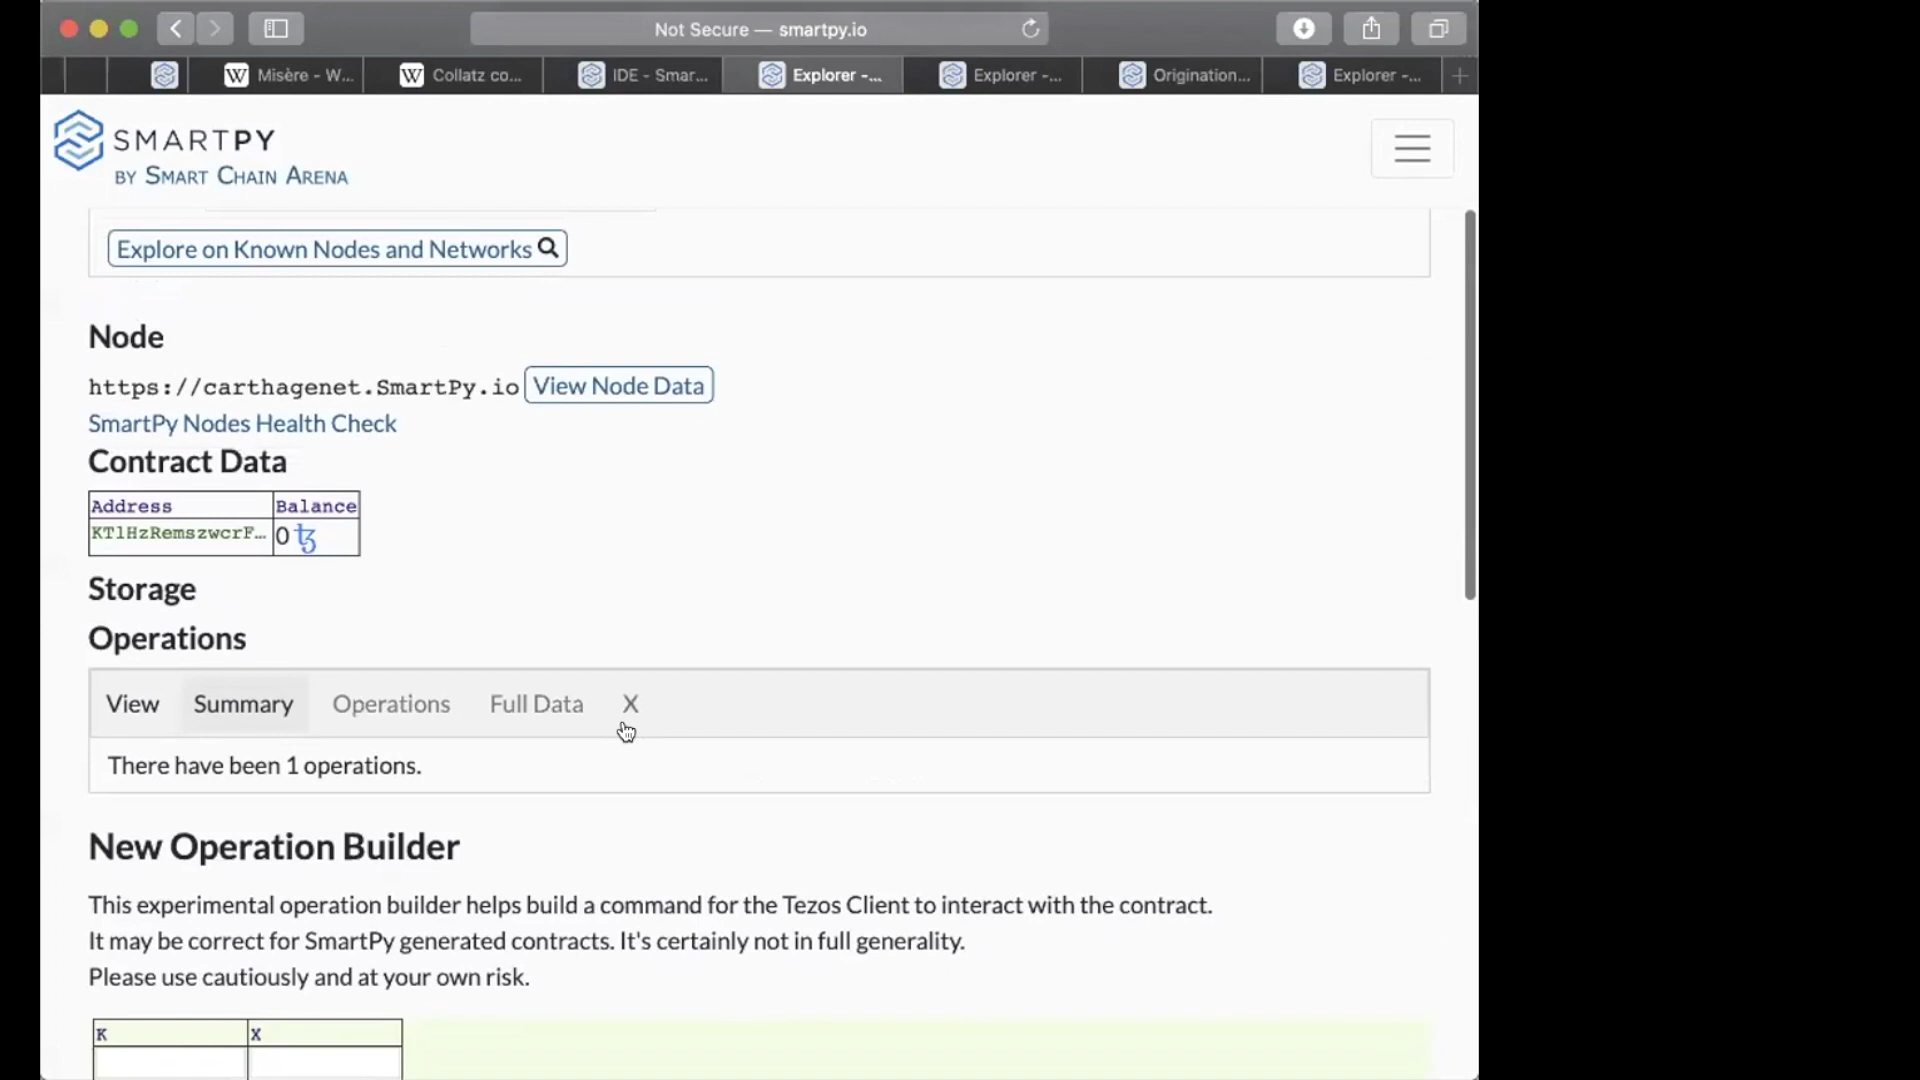 Not Secure — smartpy.io
Misère - W...
Collatz co...
IDE - Smar...
Explorer -...
Explorer -...
Origination...
Explorer -...
SMARTPY
BY SMART CHAIN ARENA
Explore on Known Nodes and Networks
Node
https://carthagenet.SmartPy.io View Node Data
SmartPy Nodes Health Check
Contract Data
Address Balance
KT1HzRemszwcrF… 0 ꜩ
Storage
Operations
View Summary Operations Full Data X
There have been 1 operations.
New Operation Builder
This experimental operation builder helps build a command for the Tezos Client to interact with the contract.
It may be correct for SmartPy generated contracts. It's certainly not in full generality.
Please use cautiously and at your own risk.
K X